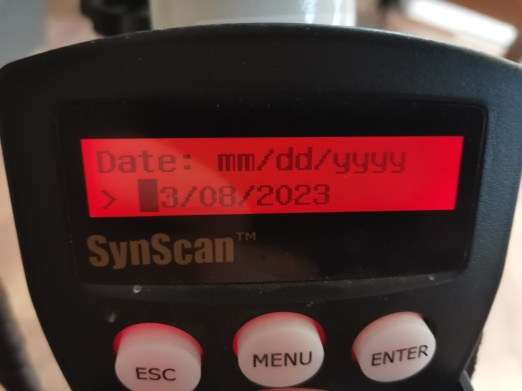 Date: mm/dd/yyyy
> 3/08/2023
SynScan™
ESC
MENU
ENTER